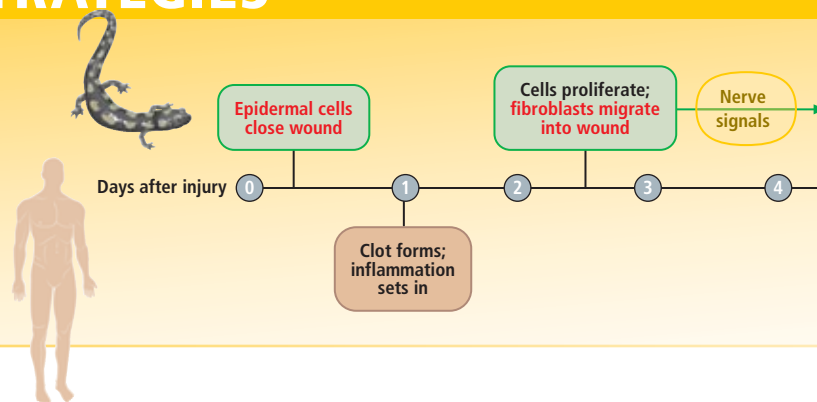 Epidermal cells
close wound
Cells proliferate;
fibroblasts migrate
into wound
Nerve
signals
Days after injury 0 1 2 3 4
Clot forms;
inflammation
sets in